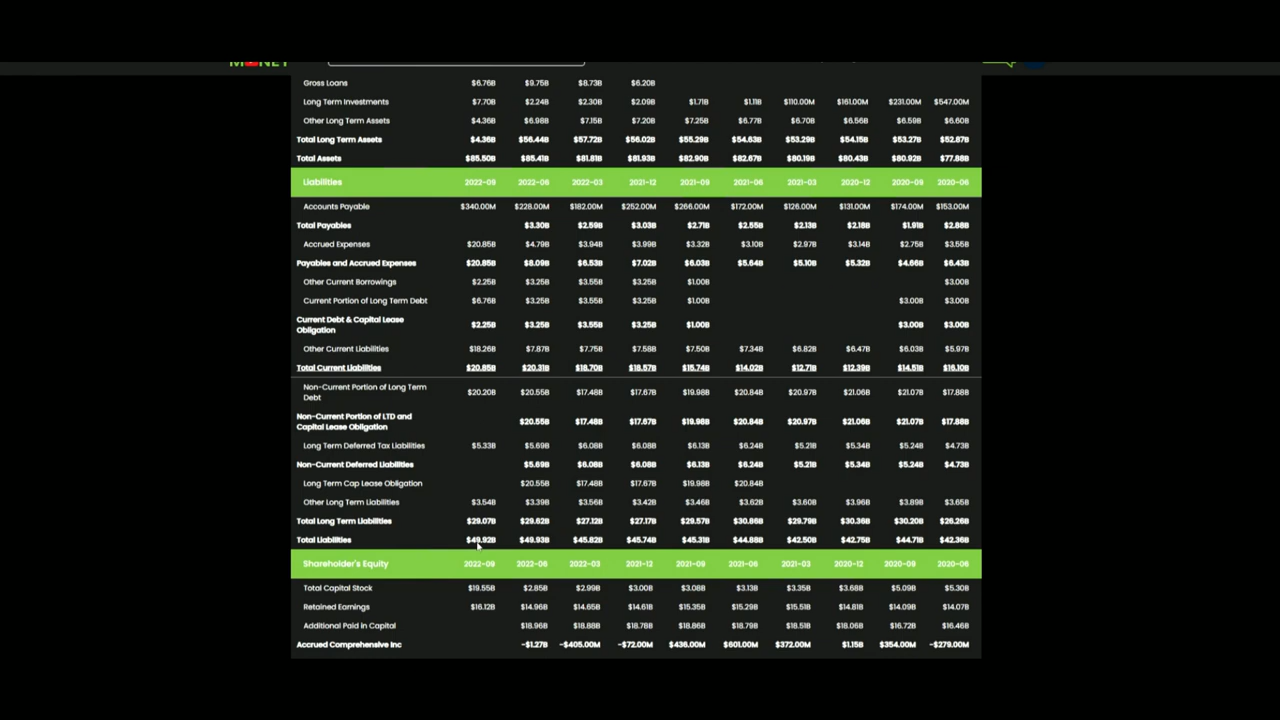 Gross Loans $6.76B $9.75B $8.73B $6.20B
Long Term Investments $7.70B $2.24B $2.30B $2.09B $1.71B $1.11B $110.00M $161.00M $231.00M $547.00M
Other Long Term Assets $4.36B $6.98B $7.15B $7.20B $7.25B $6.77B $6.70B $6.56B $6.59B $6.60B
Total Long Term Assets $4.36B $56.44B $57.72B $56.02B $55.29B $54.63B $53.29B $54.15B $53.27B $52.87B
Total Assets $85.50B $85.41B $81.81B $81.93B $82.90B $82.67B $80.19B $80.43B $80.92B $77.88B
Liabilities 2022-09 2022-06 2022-03 2021-12 2021-09 2021-06 2021-03 2020-12 2020-09 2020-06
Accounts Payable $340.00M $228.00M $182.00M $252.00M $266.00M $172.00M $126.00M $131.00M $174.00M $153.00M
Total Payables $3.30B $2.59B $3.03B $2.71B $2.55B $2.13B $2.18B $1.91B $2.88B
Accrued Expenses $20.85B $4.79B $3.94B $3.99B $3.32B $3.10B $2.97B $3.14B $2.75B $3.55B
Payables and Accrued Expenses $20.85B $8.09B $6.53B $7.02B $6.03B $5.64B $5.10B $5.32B $4.66B $6.43B
Other Current Borrowings $2.25B $3.25B $3.55B $3.25B $1.00B $3.00B
Current Portion of Long Term Debt $6.76B $3.25B $3.55B $3.25B $1.00B $3.00B $3.00B
Current Debt & Capital Lease
Obligation $2.25B $3.25B $3.55B $3.25B $1.00B $3.00B $3.00B
Other Current Liabilities $18.26B $7.87B $7.75B $7.58B $7.50B $7.34B $6.82B $6.47B $6.03B $5.97B
Total Current Liabilities $20.85B $20.31B $18.70B $18.57B $15.74B $14.02B $12.71B $12.39B $14.51B $16.10B
Non-Current Portion of Long Term
Debt $20.20B $20.55B $17.48B $17.67B $19.98B $20.84B $20.97B $21.06B $21.07B $17.88B
Non-Current Portion of LTD and
Capital Lease Obligation $20.55B $17.48B $17.67B $19.98B $20.84B $20.97B $21.06B $21.07B $17.88B
Long Term Deferred Tax Liabilities $5.33B $5.69B $6.08B $6.08B $6.13B $6.24B $5.21B $5.34B $5.24B $4.73B
Non-Current Deferred Liabilities $5.69B $6.08B $6.08B $6.13B $6.24B $5.21B $5.34B $5.24B $4.73B
Long Term Cap Lease Obligation $20.55B $17.48B $17.67B $19.98B $20.84B
Other Long Term Liabilities $3.54B $3.39B $3.56B $3.42B $3.46B $3.62B $3.60B $3.96B $3.89B $3.65B
Total Long Term Liabilities $29.07B $29.62B $27.12B $27.17B $29.57B $30.86B $29.79B $30.36B $30.20B $26.26B
Total Liabilities $49.92B $49.93B $45.82B $45.74B $45.31B $44.88B $42.50B $42.75B $44.71B $42.36B
Shareholder's Equity 2022-09 2022-06 2022-03 2021-12 2021-09 2021-06 2021-03 2020-12 2020-09 2020-06
Total Capital Stock $19.55B $2.85B $2.99B $3.00B $3.08B $3.13B $3.35B $3.68B $5.09B $5.30B
Retained Earnings $16.12B $14.96B $14.65B $14.61B $15.35B $15.29B $15.51B $14.81B $14.09B $14.07B
Additional Paid in Capital $18.96B $18.88B $18.78B $18.86B $18.79B $18.51B $18.06B $16.72B $16.46B
Accrued Comprehensive Inc -$1.27B -$405.00M -$72.00M $436.00M $601.00M $372.00M $1.15B $354.00M -$279.00M